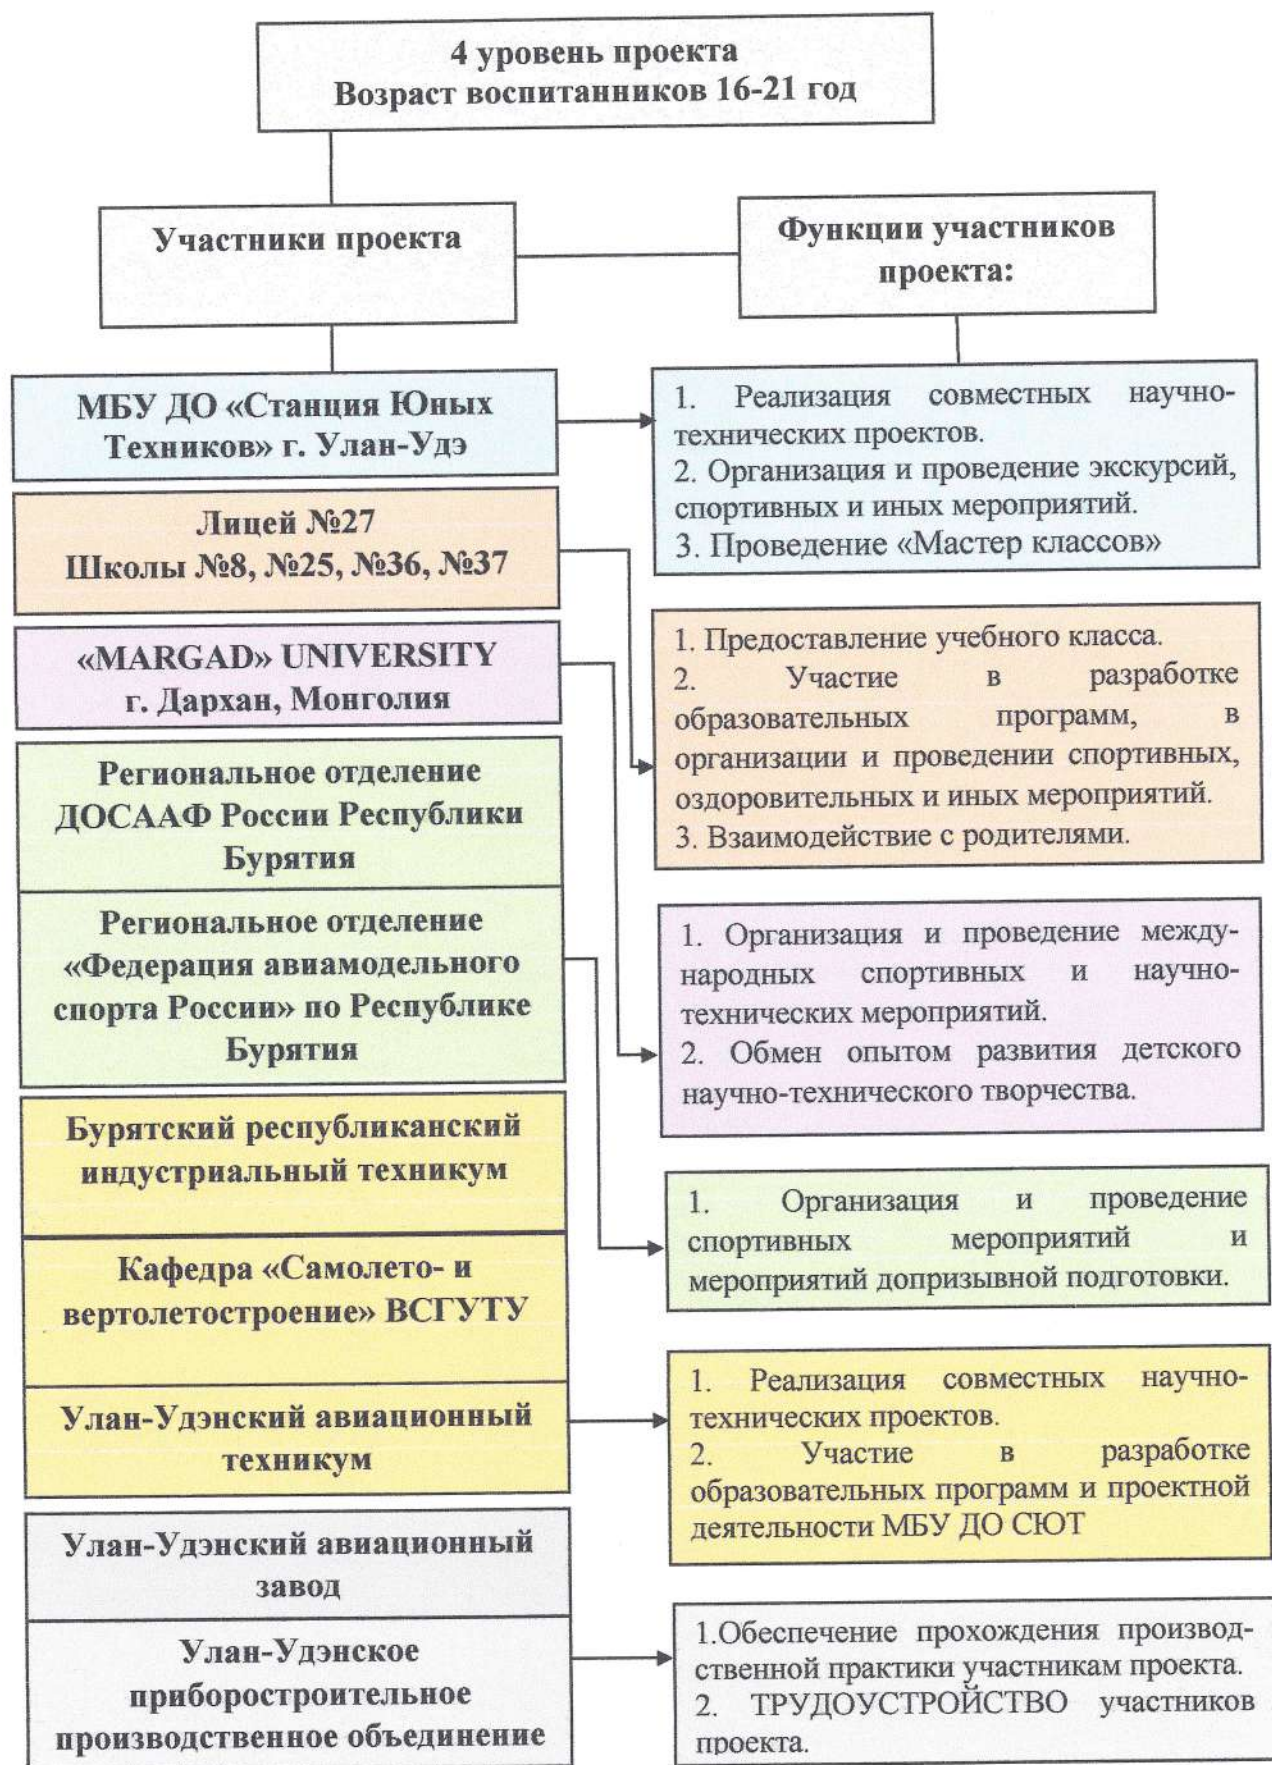 4 уровень проекта
Возраст воспитанников 16-21 год
Участники проекта
Функции участников
проекта:
МБУ ДО «Станция Юных
Техников» г. Улан-Удэ
Лицей №27
Школы №8, №25, №36, №37
«MARGAD» UNIVERSITY
г. Дархан, Монголия
Региональное отделение
ДОСААФ России Республики
Бурятия
Региональное отделение
«Федерация авиамодельного
спорта России» по Республике
Бурятия
Бурятский республиканский
индустриальный техникум
Кафедра «Самолето- и
вертолетостроение» ВСГУТУ
Улан-Удэнский авиационный
техникум
Улан-Удэнский авиационный
завод
Улан-Удэнское
приборостроительное
производственное объединение
1. Реализация совместных научно-
технических проектов.
2. Организация и проведение экскурсий,
спортивных и иных мероприятий.
3. Проведение «Мастер классов»
1. Предоставление учебного класса.
2. Участие в разработке
образовательных программ, в
организации и проведении спортивных,
оздоровительных и иных мероприятий.
3. Взаимодействие с родителями.
1. Организация и проведение между-
народных спортивных и научно-
технических мероприятий.
2. Обмен опытом развития детского
научно-технического творчества.
1. Организация и проведение
спортивных мероприятий и
мероприятий допризывной подготовки.
1. Реализация совместных научно-
технических проектов.
2. Участие в разработке
образовательных программ и проектной
деятельности МБУ ДО СЮТ
1.Обеспечение прохождения производ-
ственной практики участникам проекта.
2. ТРУДОУСТРОЙСТВО участников
проекта.